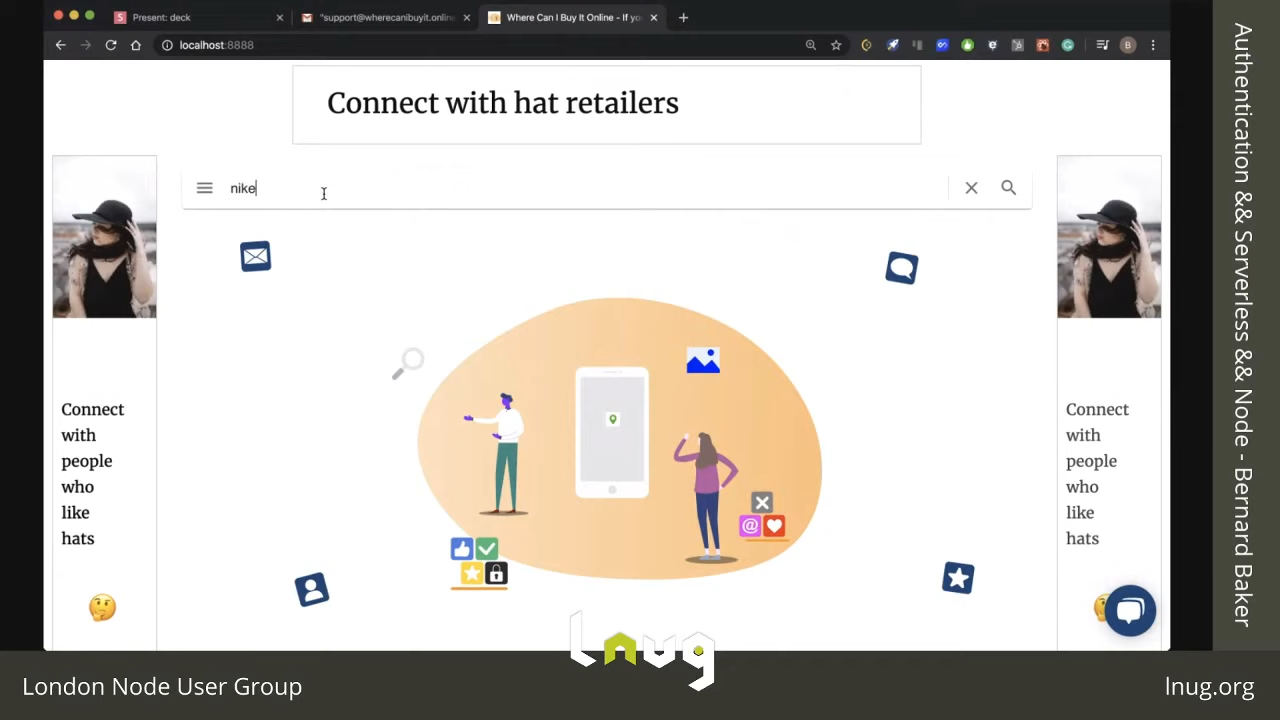 Present: deck
"support@wherecanibuyit.online
Where Can I Buy It Online - If yo
localhost:8888
B
Connect with hat retailers
nike
Connect
with
people
who
like
hats
Connect
with
people
who
like
hats
@
lnug
London Node User Group
lnug.org
Authentication && Serverless && Node - Bernard Baker